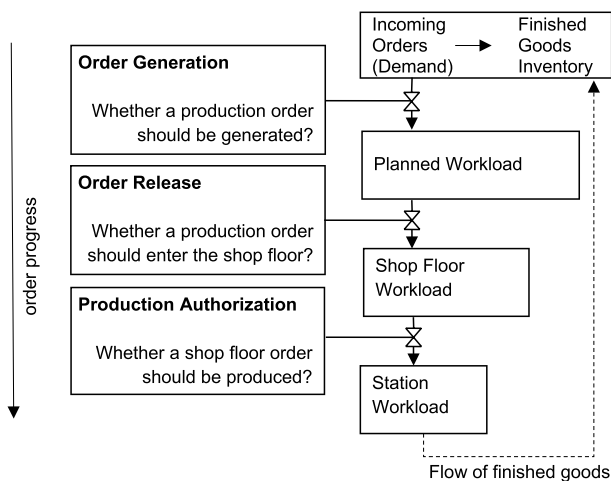 Incoming Orders (Demand)
Finished Goods Inventory
Order Generation
Whether a production order
should be generated?
Planned Workload
Order Release
Whether a production order
should enter the shop floor?
Shop Floor
Workload
Production Authorization
Whether a shop floor order
should be produced?
Station
Workload
order progress
Flow of finished goods